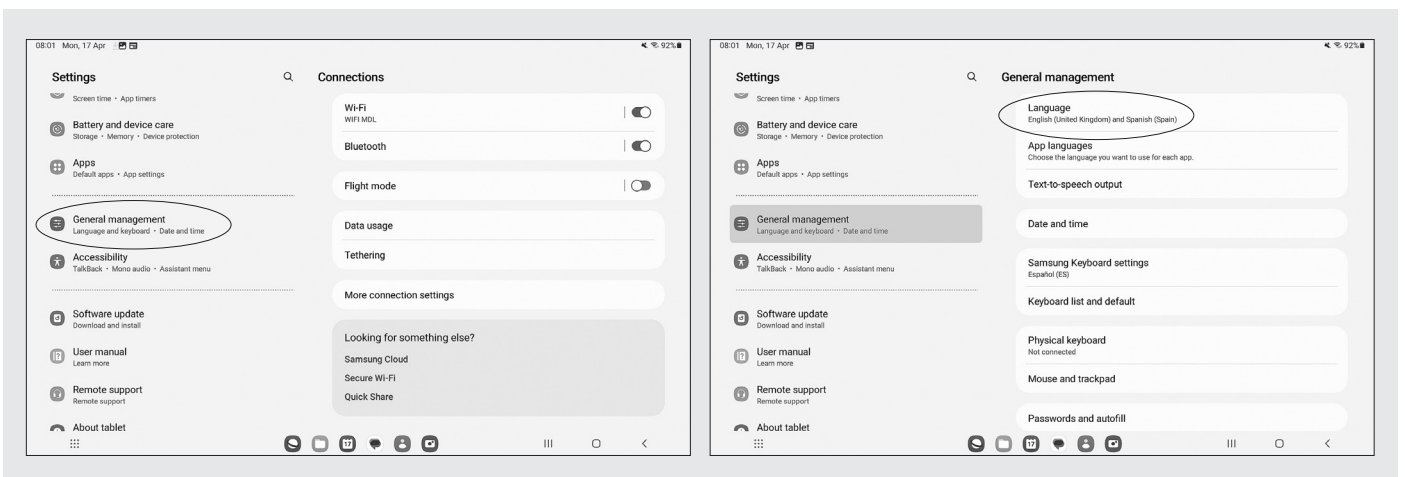 08:01 Mon, 17 Apr
92%
Settings
Screen time • App timers
Battery and device care
Storage • Memory • Device protection
Apps
Default apps • App settings
General management
Language and keyboard • Date and time
Accessibility
TalkBack • Mono audio • Assistant menu
Software update
Download and install
User manual
Learn more
Remote support
Remote support
About tablet
Connections
Wi-Fi
WIFI MDL
Bluetooth
Flight mode
Data usage
Tethering
More connection settings
Looking for something else?
Samsung Cloud
Secure Wi-Fi
Quick Share
17
08:01 Mon, 17 Apr
92%
Settings
Screen time • App timers
Battery and device care
Storage • Memory • Device protection
Apps
Default apps • App settings
General management
Language and keyboard • Date and time
Accessibility
TalkBack • Mono audio • Assistant menu
Software update
Download and install
User manual
Learn more
Remote support
Remote support
About tablet
General management
Language
English (United Kingdom) and Spanish (Spain)
App languages
Choose the language you want to use for each app.
Text-to-speech output
Date and time
Samsung Keyboard settings
Español (ES)
Keyboard list and default
Physical keyboard
Not connected
Mouse and trackpad
Passwords and autofill
17